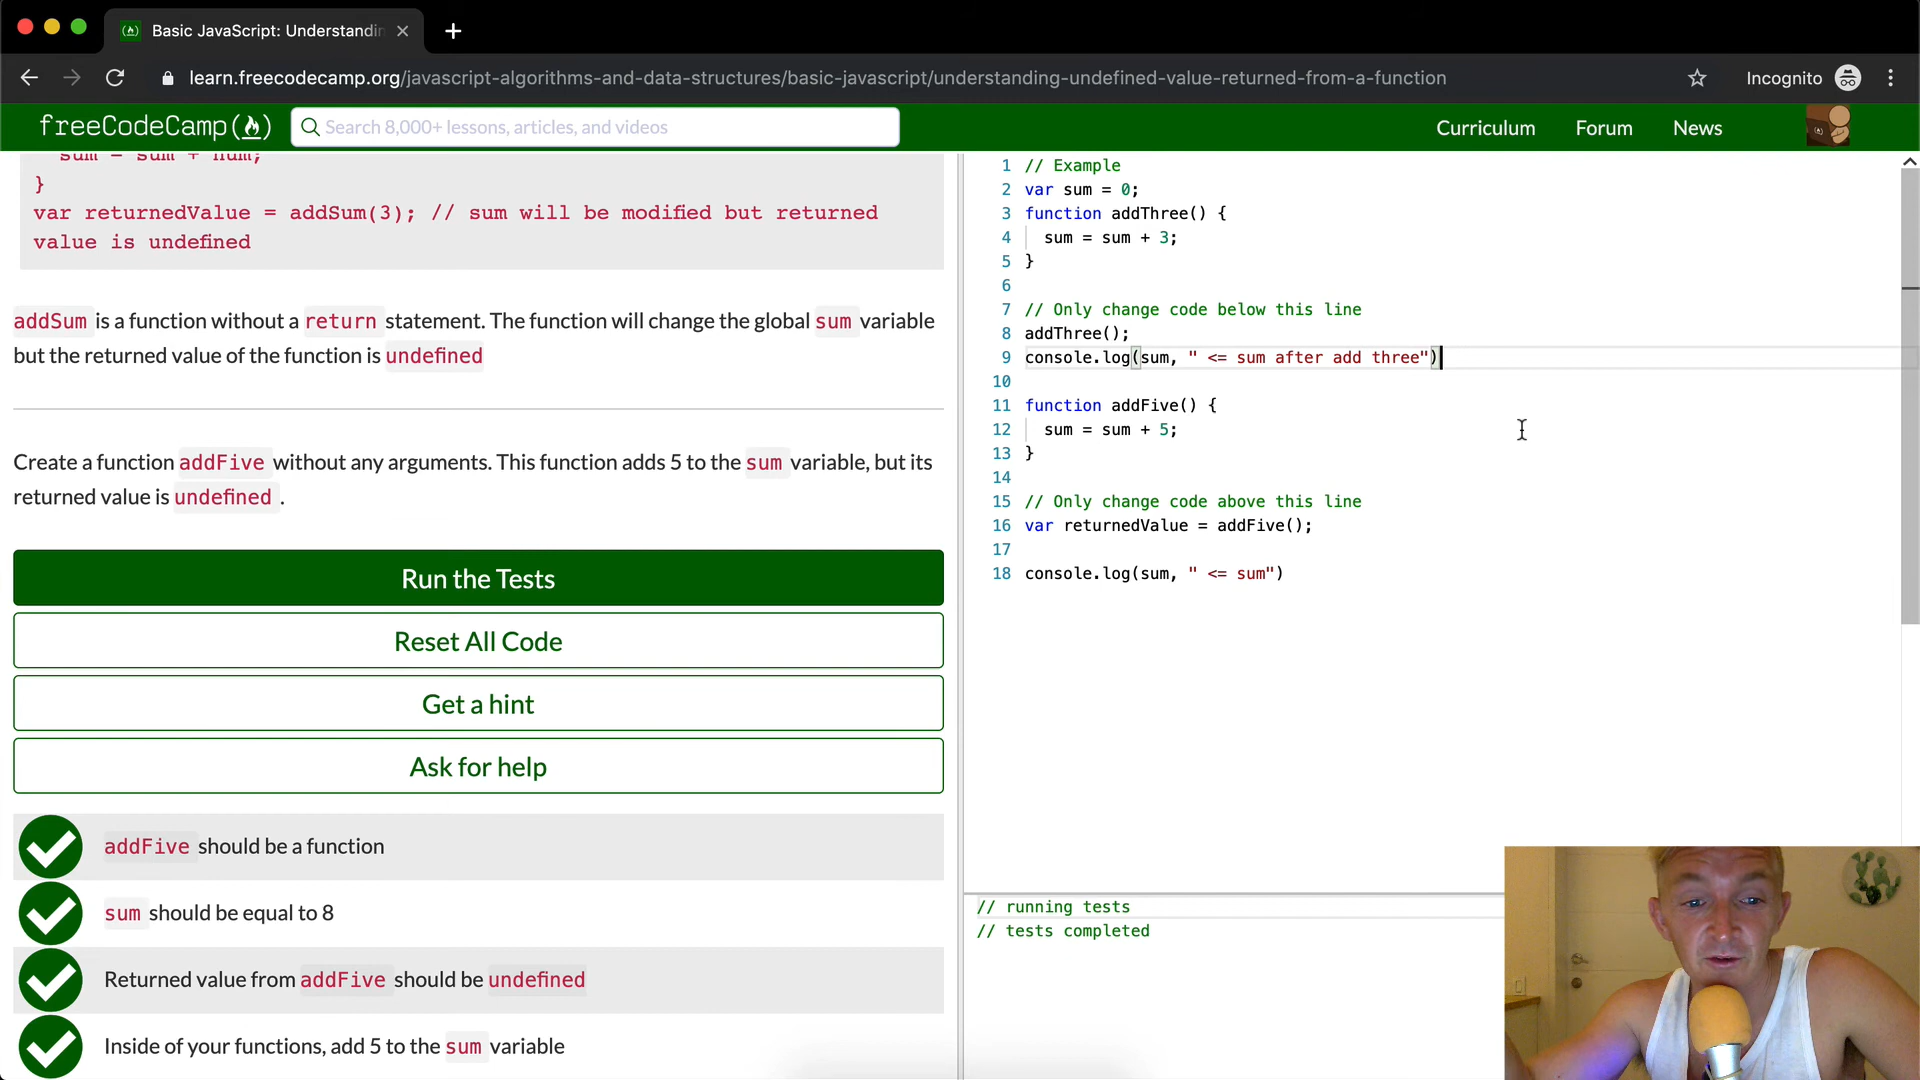 Basic JavaScript: Understandin
learn.freecodecamp.org/javascript-algorithms-and-data-structures/basic-javascript/understanding-undefined-value-returned-from-a-function
Incognito
freeCodeCamp
Search 8,000+ lessons, articles, and videos
Curriculum
Forum
News
sum = sum + num;
}
var returnedValue = addSum(3); // sum will be modified but returned
value is undefined
addSum is a function without a return statement. The function will change the global sum variable
but the returned value of the function is undefined
Create a function addFive without any arguments. This function adds 5 to the sum variable, but its
returned value is undefined .
Run the Tests
Reset All Code
Get a hint
Ask for help
addFive should be a function
sum should be equal to 8
Returned value from addFive should be undefined
Inside of your functions, add 5 to the sum variable
1 // Example
2 var sum = 0;
3 function addThree() {
4 sum = sum + 3;
5 }
6
7 // Only change code below this line
8 addThree();
9 console.log(sum, " <= sum after add three")
10
11 function addFive() {
12 sum = sum + 5;
13 }
14
15 // Only change code above this line
16 var returnedValue = addFive();
17
18 console.log(sum, " <= sum")
// running tests
// tests completed